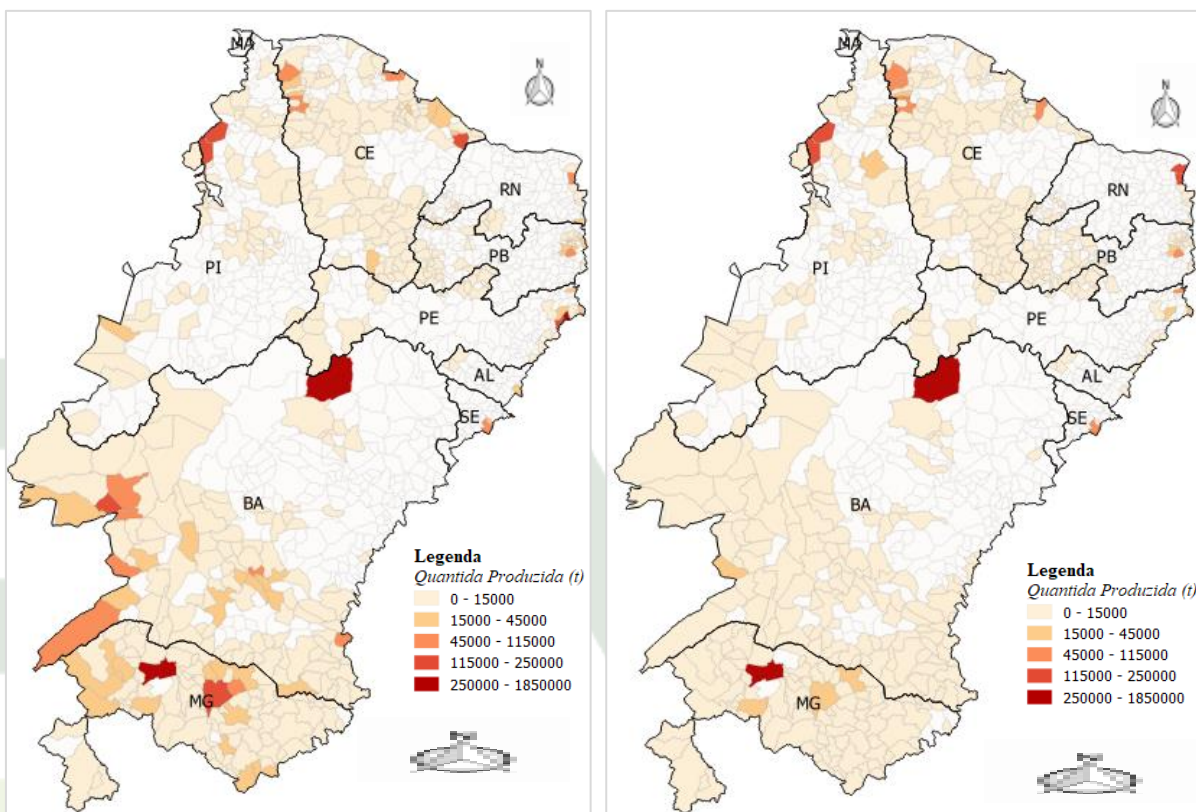 MA
N
CE
RN
PI
PB
PE
AL
SE
BA
MG
Legenda
Quantida Produzida (t)
0 - 15000
15000 - 45000
45000 - 115000
115000 - 250000
250000 - 1850000
MA
N
CE
RN
PI
PB
PE
AL
SE
BA
MG
Legenda
Quantida Produzida (t)
0 - 15000
15000 - 45000
45000 - 115000
115000 - 250000
250000 - 1850000